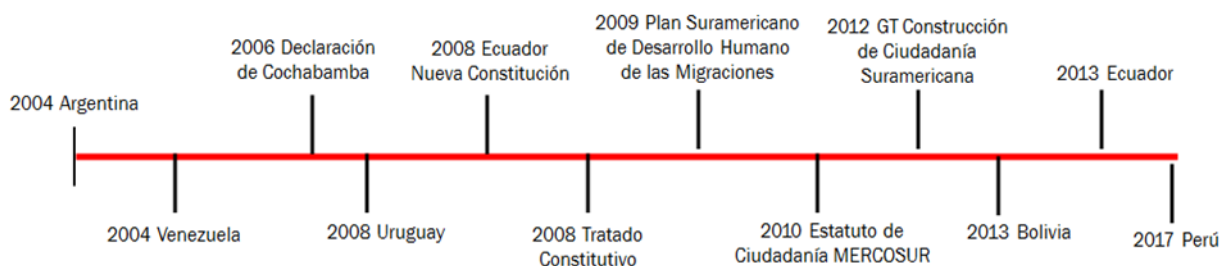 2004 Argentina
2006 Declaración
de Cochabamba
2008 Ecuador
Nueva Constitución
2009 Plan Suramericano
de Desarrollo Humano
de las Migraciones
2012 GT Construcción
de Ciudadanía
Suramericana
2013 Ecuador
2004 Venezuela
2008 Uruguay
2008 Tratado
Constitutivo
2010 Estatuto de
Ciudadanía MERCOSUR
2013 Bolivia
2017 Perú